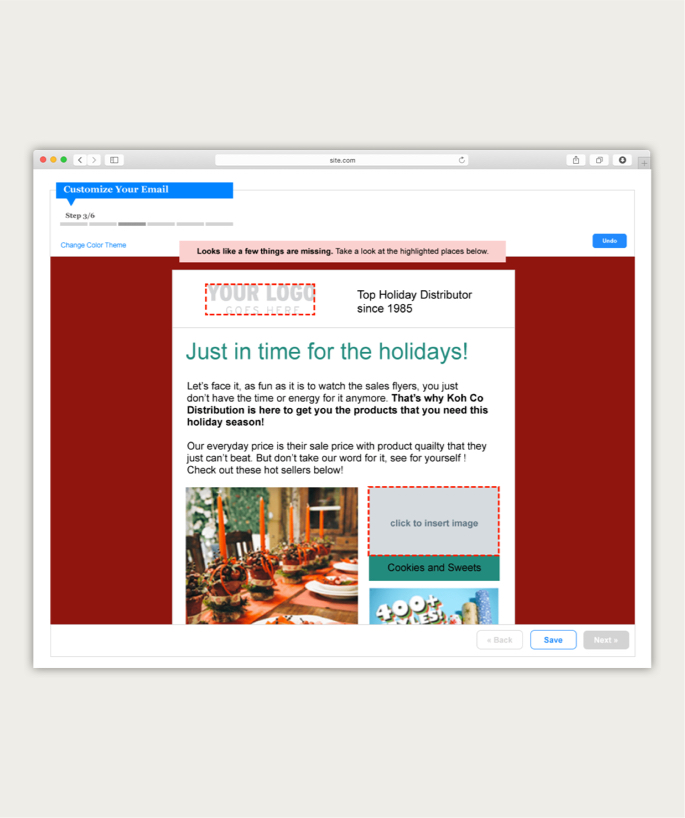 site.com
Customize Your Email
Step 3/6
Change Color Theme
Looks like a few things are missing. Take a look at the highlighted places below.
Undo
YOUR LOGO
GOES HERE
Top Holiday Distributor
since 1985
Just in time for the holidays!
Let's face it, as fun as it is to watch the sales flyers, you just
don't have the time or energy for it anymore. That's why Koh Co
Distribution is here to get you the products that you need this
holiday season!
Our everyday price is their sale price with product quailty that they
just can't beat. But don't take our word for it, see for yourself !
Check out these hot sellers below!
click to insert image
Cookies and Sweets
400+
STYLES!
« Back
Save
Next »